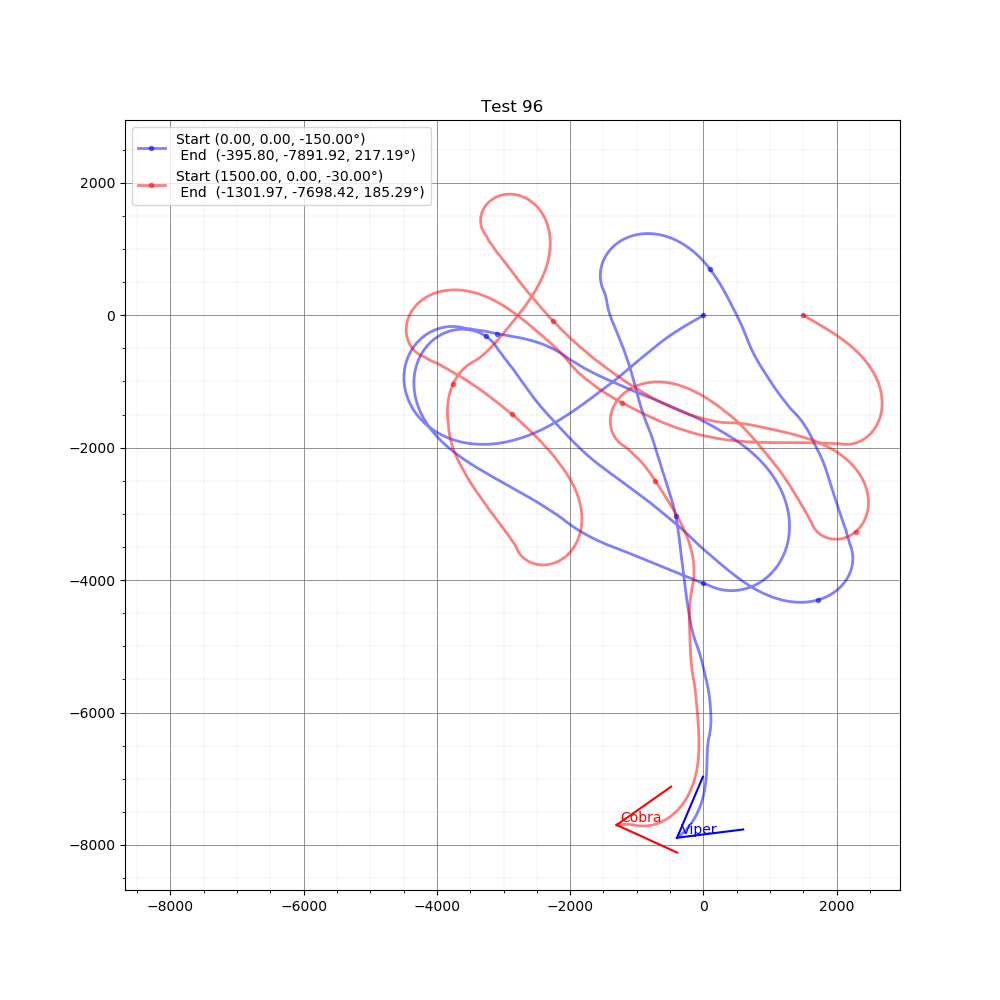 Test 96
Start (0.00, 0.00, -150.00°)
End (-395.80, -7891.92, 217.19°)
Start (1500.00, 0.00, -30.00°)
End (-1301.97, -7698.42, 185.29°)
2000
0
−2000
−4000
−6000
−8000
Cobra
Viper
−8000 −6000 −4000 −2000 0 2000